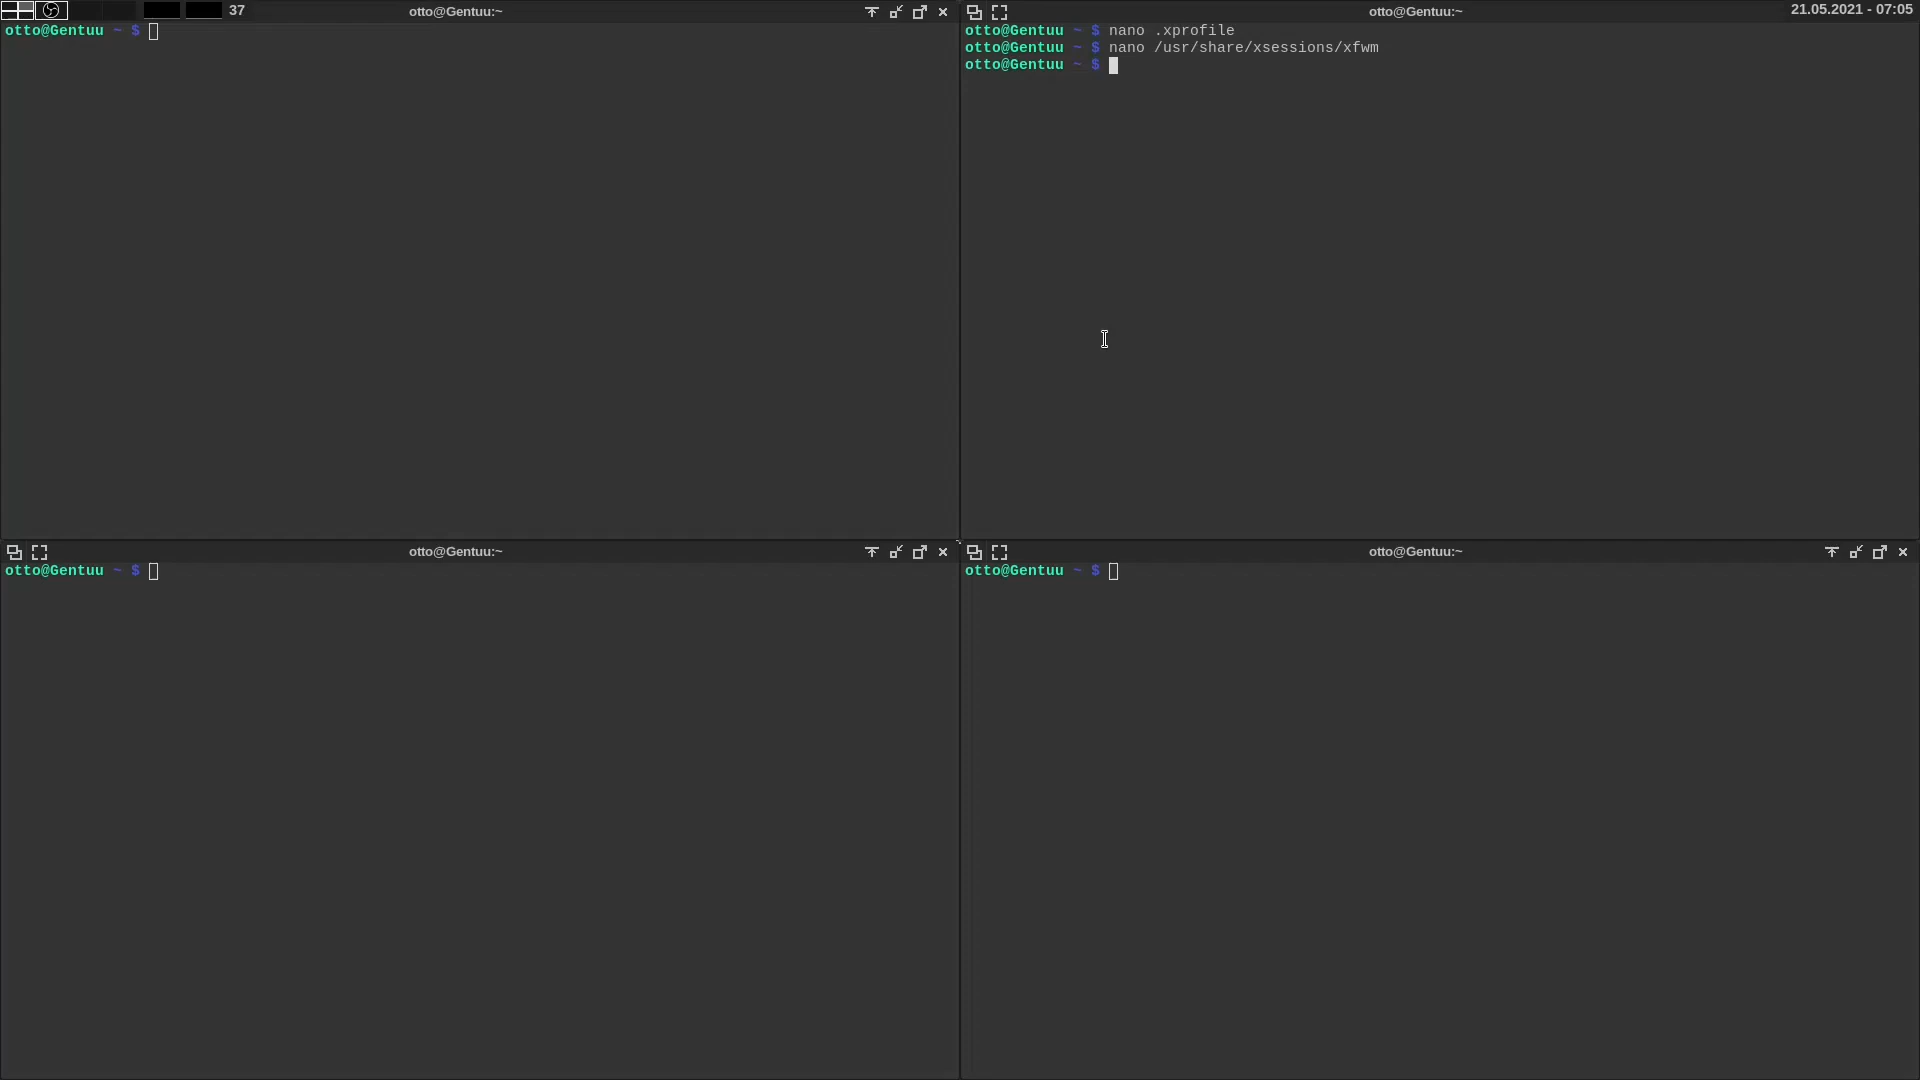 37
otto@Gentuu:~
otto@Gentuu:~
21.05.2021 - 07:05
otto@Gentuu ~ $
otto@Gentuu ~ $ nano .xprofile
otto@Gentuu ~ $ nano /usr/share/xsessions/xfwm
otto@Gentuu ~ $
otto@Gentuu:~
otto@Gentuu:~
otto@Gentuu ~ $
otto@Gentuu ~ $